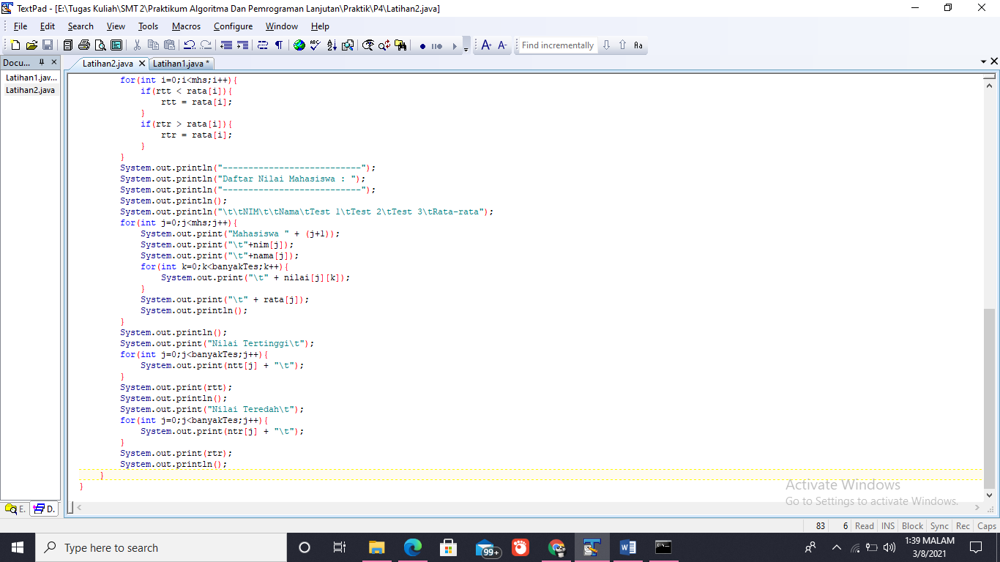 TextPad - [E:\Tugas Kuliah\SMT 2\Praktikum Algoritma Dan Pemrograman Lanjutan\Praktik\P4\Latihan2.java]
File Edit Search View Tools Macros Configure Window Help
Find incrementally Aa
Docu... Latihan2.java Latihan1.java *
Latihan1.jav...
Latihan2.java
for(int i=0;i<mhs;i++){
if(rtt < rata[i]){
rtt = rata[i];
}
if(rtr > rata[i]){
rtr = rata[i];
}
}
System.out.println("---------------------------");
System.out.println("Daftar Nilai Mahasiswa : ");
System.out.println("---------------------------");
System.out.println();
System.out.println("\t\tNIM\t\tNama\tTest 1\tTest 2\tTest 3\tRata-rata");
for(int j=0;j<mhs;j++){
System.out.print("Mahasiswa " + (j+1));
System.out.print("\t"+nim[j]);
System.out.print("\t"+nama[j]);
for(int k=0;k<banyakTes;k++){
System.out.print("\t" + nilai[j][k]);
}
System.out.print("\t" + rata[j]);
System.out.println();
}
System.out.println();
System.out.print("Nilai Tertinggi\t");
for(int j=0;j<banyakTes;j++){
System.out.print(ntt[j] + "\t");
}
System.out.print(rtt);
System.out.println();
System.out.print("Nilai Teredah\t");
for(int j=0;j<banyakTes;j++){
System.out.print(ntr[j] + "\t");
}
System.out.print(rtr);
System.out.println();
}
}
Activate Windows
Go to Settings to activate Windows.
E. D.
83 6 Read INS Block Sync Rec Caps
Type here to search
99+
1:39 MALAM
3/8/2021